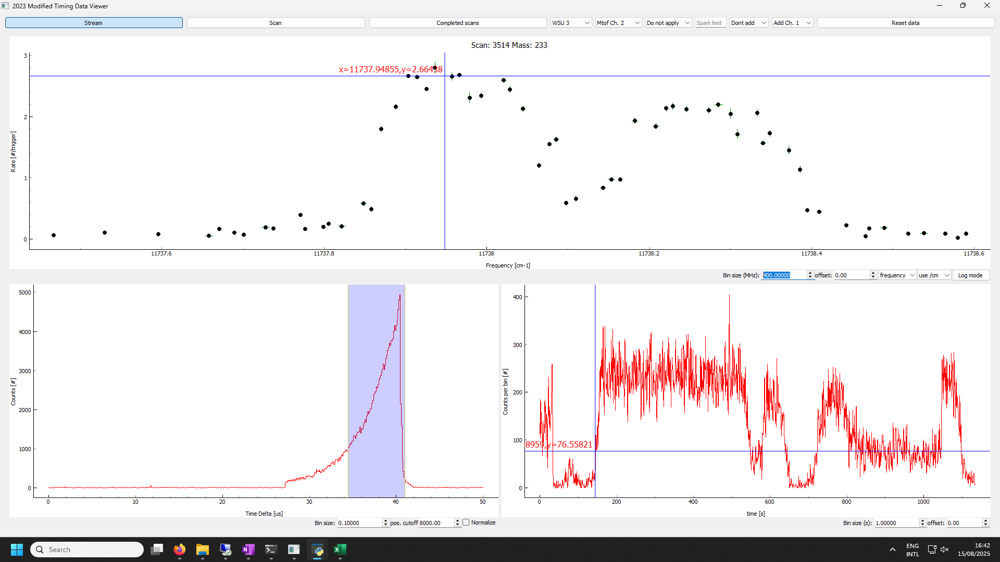 2023 Modified Timing Data Viewer
Stream Scan Completed scans WSU 3 Mtof Ch. 2 Do not apply Spark limit Dont add Add Ch. 1 Reset data
Scan: 3514 Mass: 233
x=11737.94855,y=2.66458
3
2
1
0
Rate [#/trigger]
11737.6 11737.8 11738 11738.2 11738.4 11738.6
Frequency [cm-1]
Bin size (MHz): 400.00000 offset: 0.00 frequency use /cm Log mode
5000
4000
3000
2000
1000
0
Counts [#]
0 10 20 30 40 50
Time Delta [us]
Bin size: 0.10000 pos. cutoff 8000.00 Normalize
400
300
200
100
0
Counts per bin [#]
8959,y=76.55821
0 200 400 600 800 1000
time [s]
Bin size (s): 1.00000 offset: 0.00
Search
ENG
INTL
16:42
15/08/2025